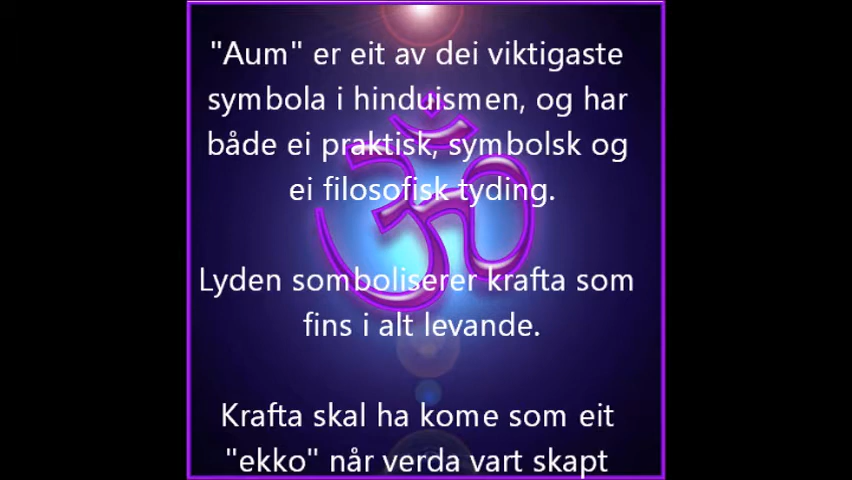 "Aum" er eit av dei viktigaste
symbola i hinduismen, og har
både ei praktisk, symbolsk og
ei filosofisk tyding.
Lyden somboliserer krafta som
fins i alt levande.
Krafta skal ha kome som eit
"ekko" når verda vart skapt